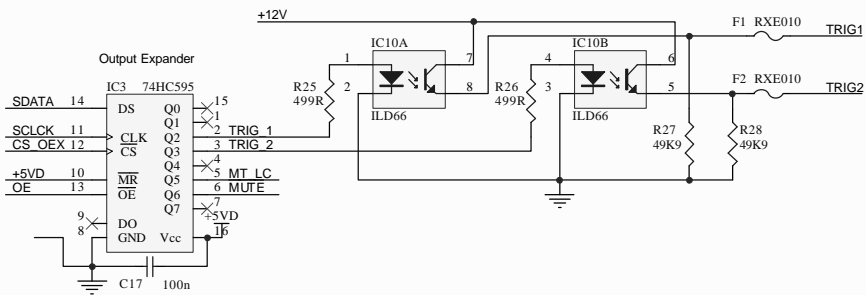 +12V
F1 RXE010 TRIG1
IC10A IC10B
Output Expander
1 7 4 6
IC3 74HC595
R25 499R
2 8
R26 499R
3 5
F2 RXE010 TRIG2
SDATA 14 DS Q0 15
ILD66 ILD66
Q1 1
SCLCK 11 CLK Q2 2 TRIG_1
R27 49K9
R28 49K9
CS_OEX 12 CS Q3 3 TRIG_2
Q4 4
+5VD 10 MR Q5 5 MT_LC
OE 13 OE Q6 6 MUTE
Q7 7
9 DO +5VD
8 GND Vcc 16
C17 100n